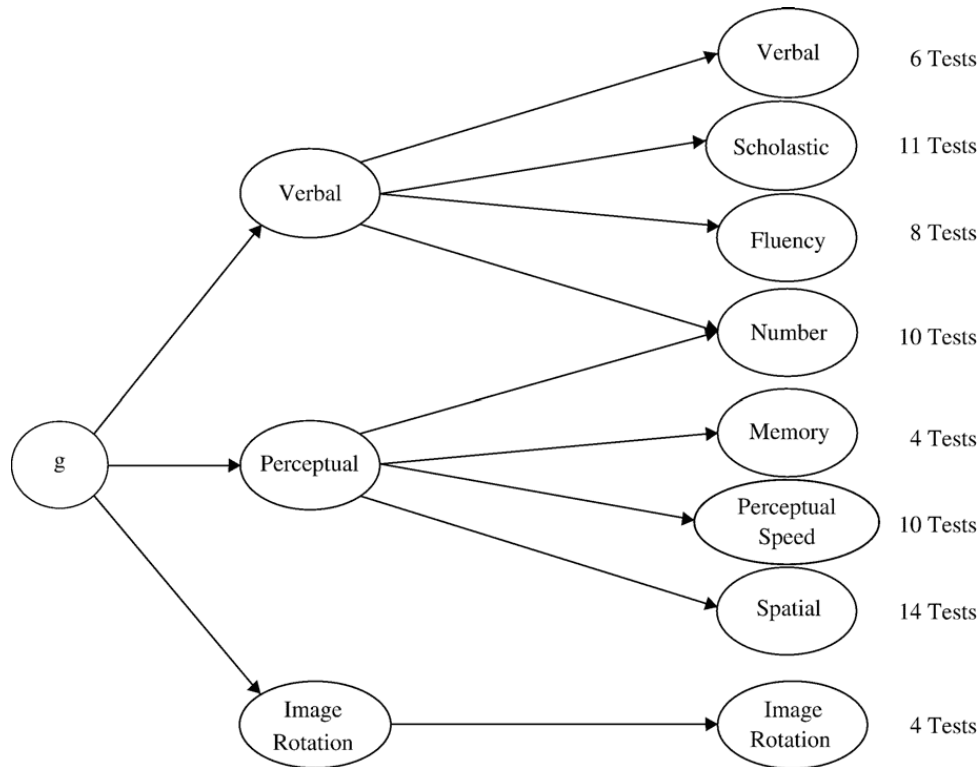 Verbal
6 Tests
Scholastic
11 Tests
Verbal
Fluency
8 Tests
Number
10 Tests
g
Perceptual
Memory
4 Tests
Perceptual
Speed
10 Tests
Spatial
14 Tests
Image
Rotation
Image
Rotation
4 Tests